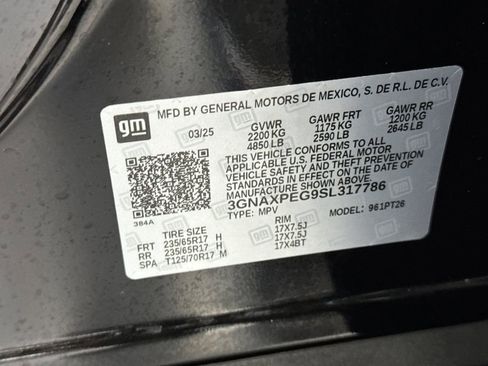 MFD BY GENERAL MOTORS DE MEXICO, S. DE R.L. DE C.V.
gm
03/25 GVWR GAWR FRT GAWR RR
2200 KG 1175 KG 1200 KG
4850 LB 2590 LB 2645 LB
THIS VEHICLE CONFORMS TO ALL
APPLICABLE U.S. FEDERAL MOTOR
VEHICLE SAFETY STANDARDS IN
EFFECT ON THE DATE OF
MANUFACTURE SHOWN ABOVE.
3GNAXPEG9SL317786
TYPE: MPV MODEL: 961PT26
384A
TIRE SIZE RIM
FRT 235/65R17 H 17X7.5J
RR 235/65R17 H 17X7.5J
SPA T125/70R17 M 17X4BT